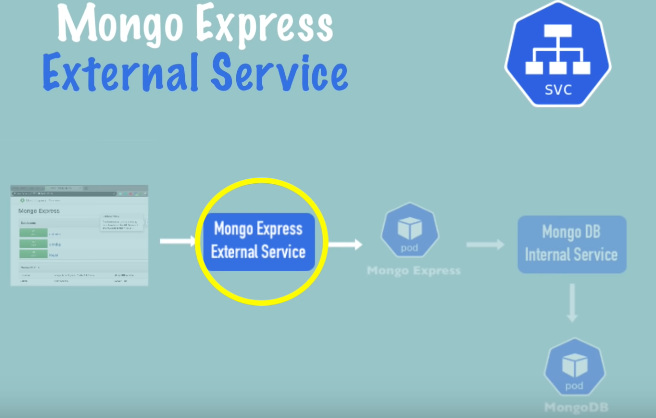 Mongo Express
External Service
svc
Mongo Express
Mongo Express
External Service
pod
Mongo Express
Mongo DB
Internal Service
pod
MongoDB